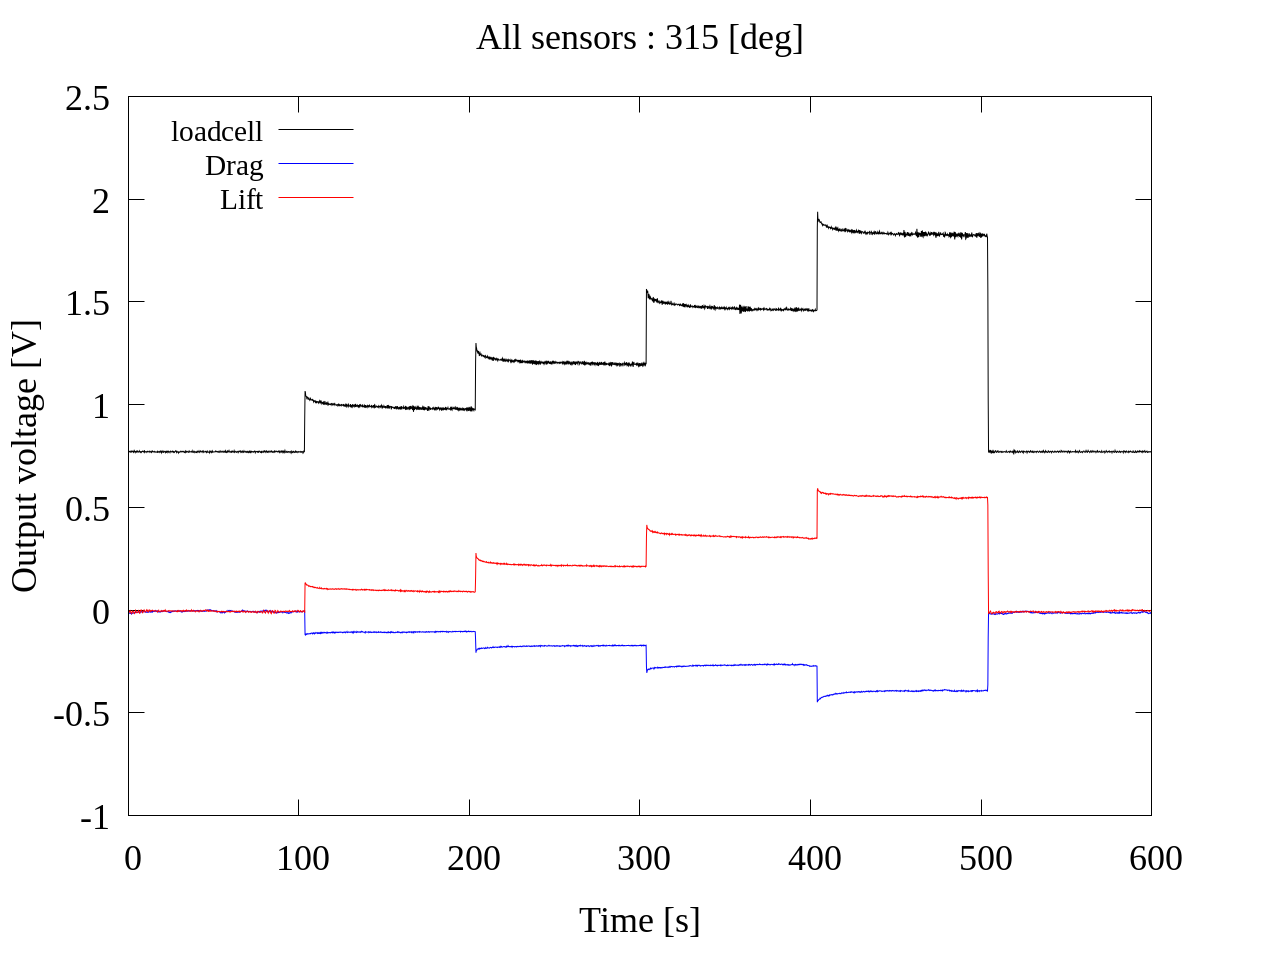 All sensors : 315 [deg]
2.5
2
1.5
1
0.5
0
-0.5
-1
loadcell
Drag
Lift
Output voltage [V]
0 100 200 300 400 500 600
Time [s]